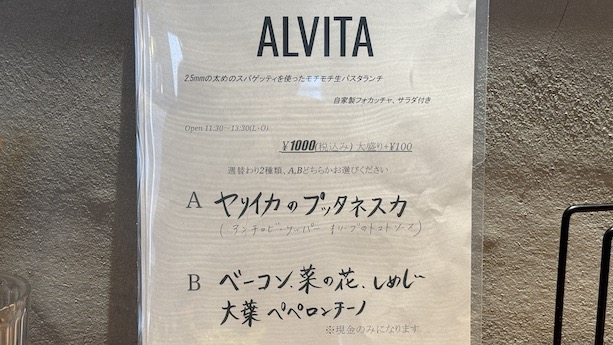 ALVITA
2.5mmの太めのスパゲッティを使ったモチモチ生パスタランチ
自家製フォカッチャ、サラダ付き
Open 11:30～13:30(L・O)
¥1000(税込み) 大盛り+¥100
週替わり2種類、A,Bどちらかお選びください
A ヤリイカのプッタネスカ
(アンチョビ・ケッパー オリーブのトマトソース)
B ベーコン、菜の花、しめじ
大葉 ペペロンチーノ
※現金のみになります